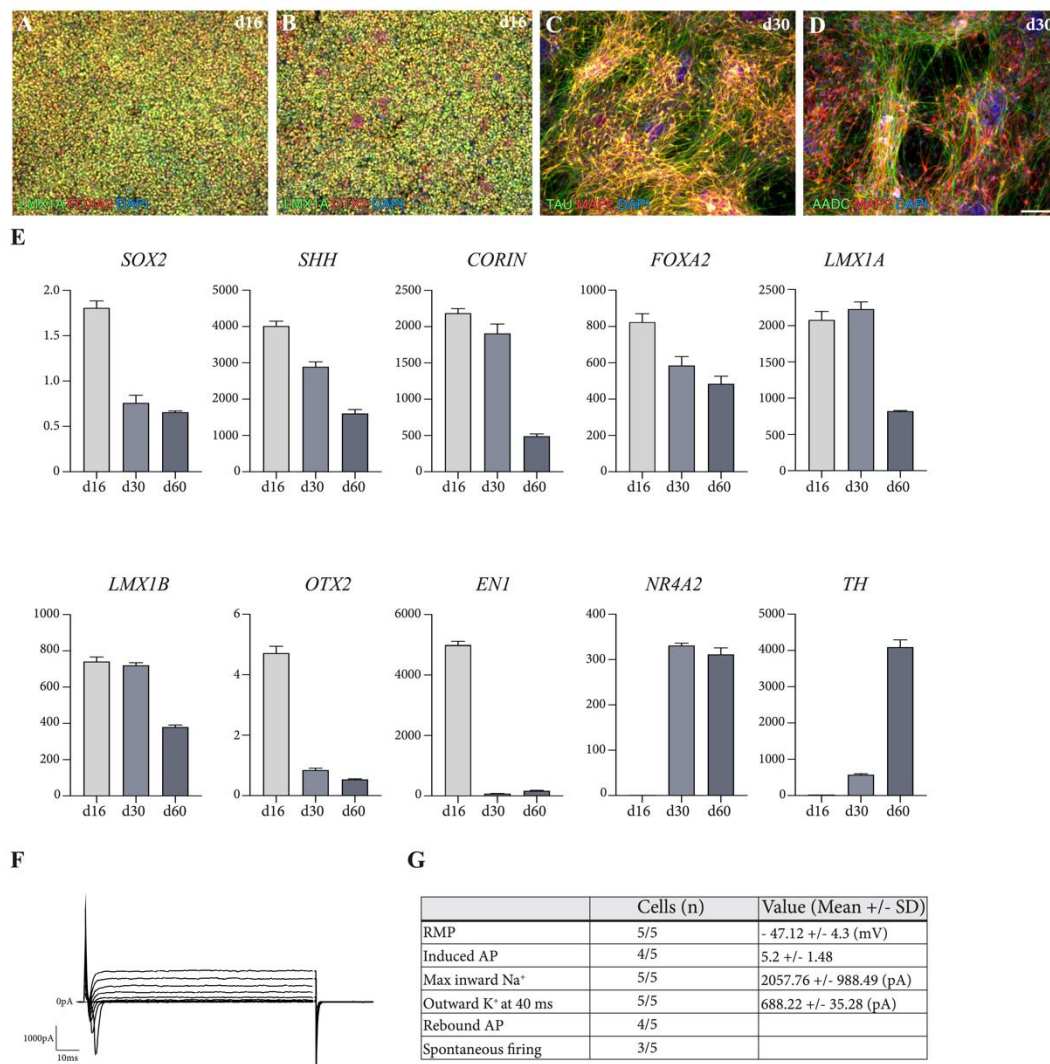 A d16 B d16 C d30 D d30
LMX1A FOXA2 DAPI LMX1A OTX2 DAPI TAU MAP2 DAPI AADC MAP2 DAPI
E
SOX2 SHH CORIN FOXA2 LMX1A
2.0 5000 2500 1000 2500
1.5 4000 2000 800 2000
1.0 3000 1500 600 1500
0.5 2000 1000 400 1000
0 1000 500 200 500
0 0 0 0
d16 d30 d60 d16 d30 d60 d16 d30 d60 d16 d30 d60 d16 d30 d60
LMX1B OTX2 EN1 NR4A2 TH
1000 6 6000 400 5000
800 4 4000 300 4000
600 2 2000 200 3000
400 0 0 100 2000
200 0 1000
0 0
d16 d30 d60 d16 d30 d60 d16 d30 d60 d16 d30 d60 d16 d30 d60
F
0pA
1000pA
10ms
G
Cells (n) Value (Mean +/- SD)
RMP 5/5 - 47.12 +/- 4.3 (mV)
Induced AP 4/5 5.2 +/- 1.48
Max inward Na⁺ 5/5 2057.76 +/- 988.49 (pA)
Outward K⁺ at 40 ms 5/5 688.22 +/- 35.28 (pA)
Rebound AP 4/5
Spontaneous firing 3/5